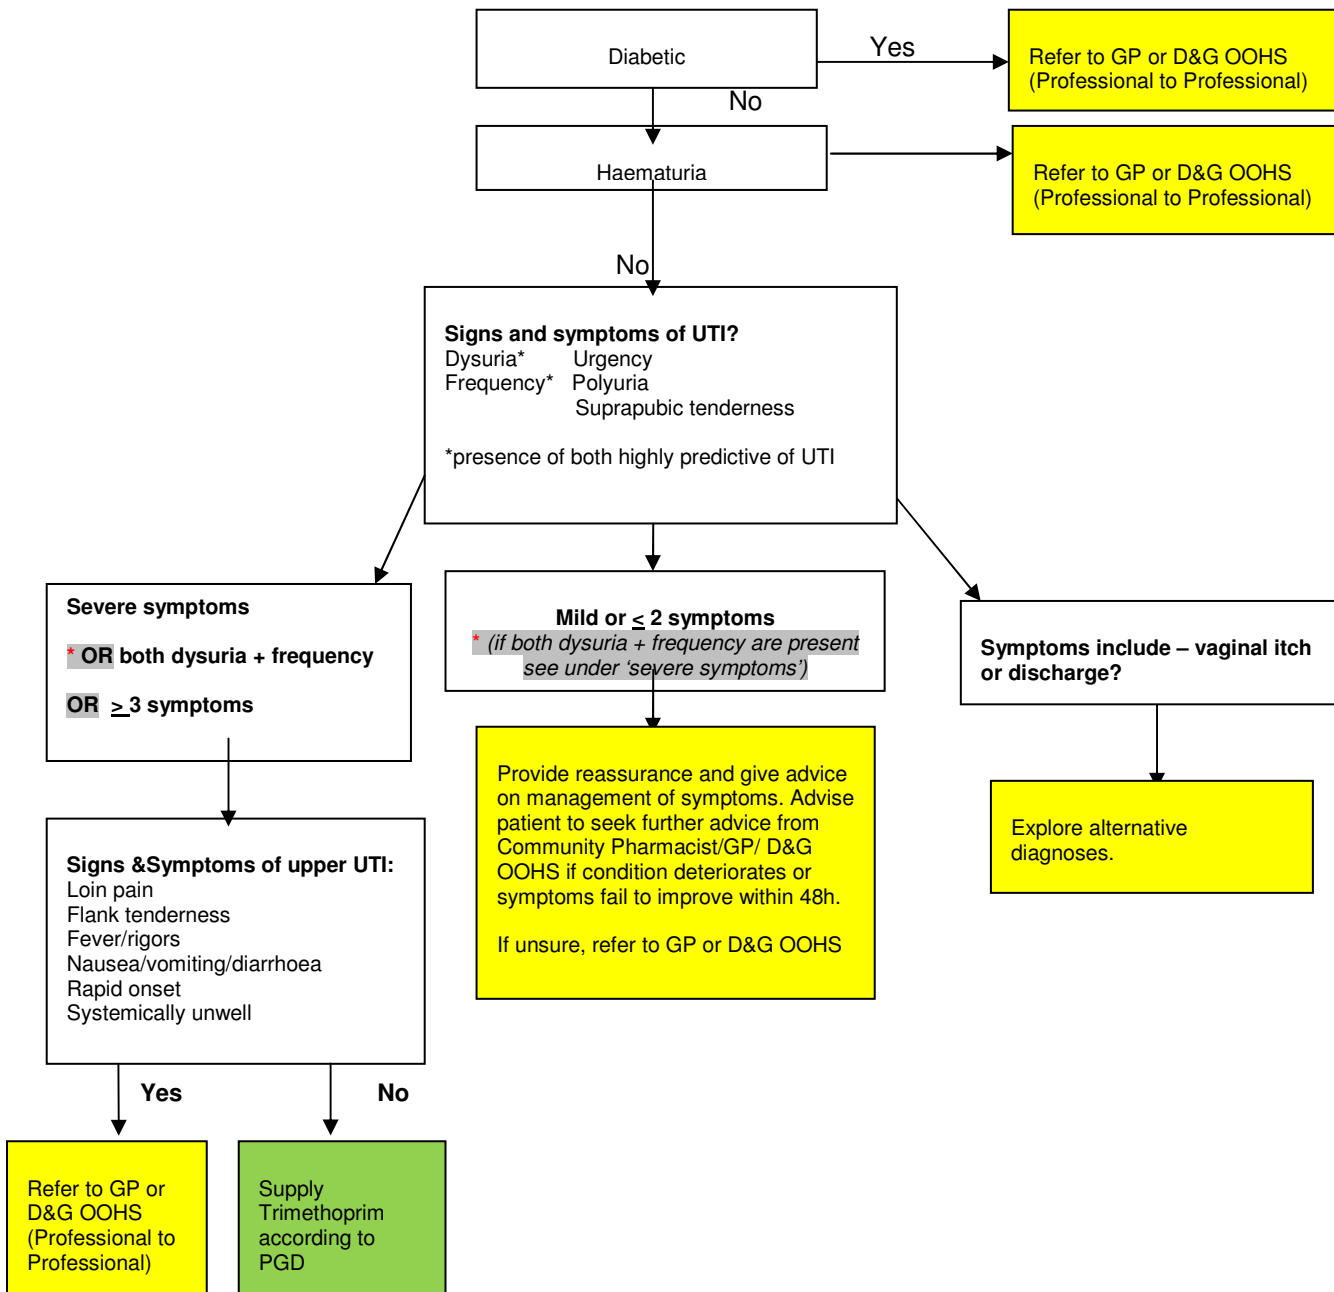 Diabetic
Yes
Refer to GP or D&G OOHS
(Professional to Professional)
No
Haematuria
Refer to GP or D&G OOHS
(Professional to Professional)
No
Signs and symptoms of UTI?
Dysuria* Urgency
Frequency* Polyuria
Suprapubic tenderness
*presence of both highly predictive of UTI
Severe symptoms
* OR both dysuria + frequency
OR ≥ 3 symptoms
Mild or ≤ 2 symptoms
* (if both dysuria + frequency are present
see under ‘severe symptoms’)
Symptoms include – vaginal itch
or discharge?
Signs &Symptoms of upper UTI:
Loin pain
Flank tenderness
Fever/rigors
Nausea/vomiting/diarrhoea
Rapid onset
Systemically unwell
Provide reassurance and give advice
on management of symptoms. Advise
patient to seek further advice from
Community Pharmacist/GP/ D&G
OOHS if condition deteriorates or
symptoms fail to improve within 48h.
If unsure, refer to GP or D&G OOHS
Explore alternative
diagnoses.
Yes
No
Refer to GP or
D&G OOHS
(Professional to
Professional)
Supply
Trimethoprim
according to
PGD